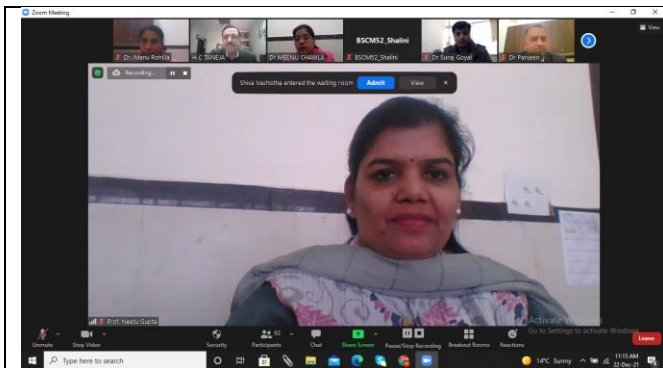 Zoom Meeting
View
Dr. Manu Rohilla
H.C TANEJA
Dr.MEENU CHAWLA
BSCM52_Shalini
BSCM52_Shalini
Dr Suraj Goyal
Recording...
Shiva Vashistha entered the waiting room Admit View
Prof. Neetu Gupta
Activate Windows
Go to Settings to activate Windows.
Unmute
Stop Video
Security
Participants
62
Chat
Share Screen
Pause/Stop Recording
Breakout Rooms
Reactions
Leave
Type here to search
14°C Sunny
11:15 AM
22-Dec-21